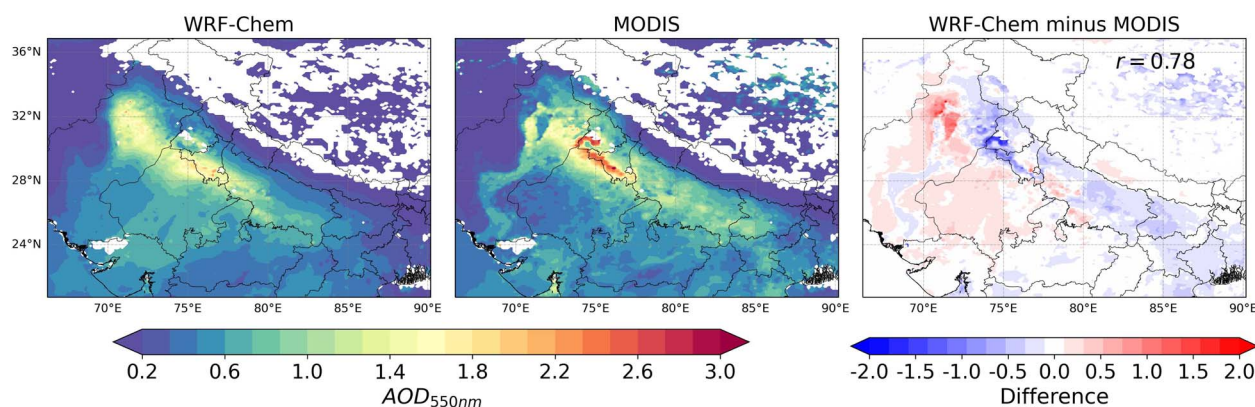 WRF-Chem
MODIS
WRF-Chem minus MODIS
r = 0.78
36°N
32°N
28°N
24°N
70°E 75°E 80°E 85°E 90°E
70°E 75°E 80°E 85°E 90°E
70°E 75°E 80°E 85°E 90°E
0.2 0.6 1.0 1.4 1.8 2.2 2.6 3.0
AOD550nm
-2.0 -1.5 -1.0 -0.5 0.0 0.5 1.0 1.5 2.0
Difference